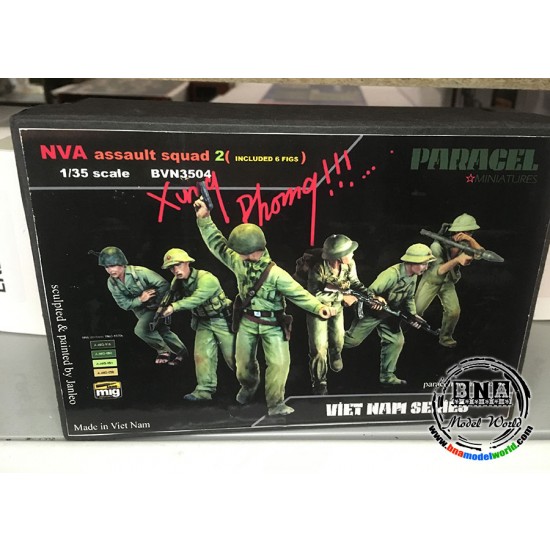 NVA assault squad 2( INCLUDED 6 FIGS )
1/35 scale BVN3504
PARACEL
☆MINIATURES
Xung Phong!!!......
sculpted & painted by Janleo
mig
Made in Viet Nam
VIET NAM SERIES
BNA
Model World
www.bnamodelworld.com